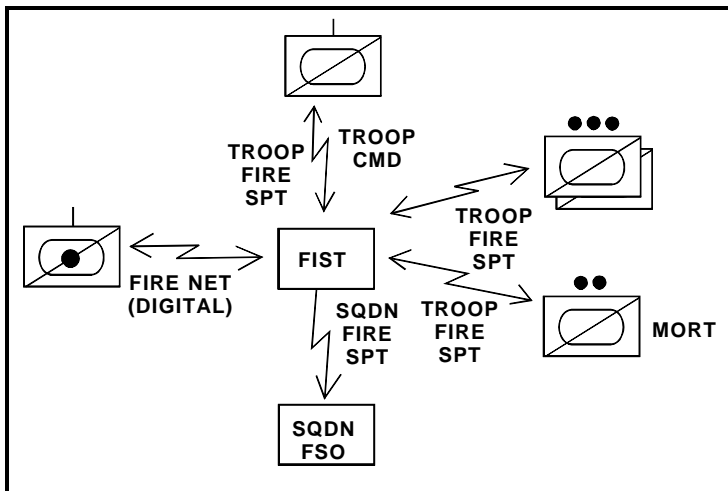 TROOP
FIRE
SPT
TROOP
CMD
TROOP
FIRE
SPT
FIRE NET
(DIGITAL)
FIST
SQDN
FIRE
SPT
TROOP
FIRE
SPT
MORT
SQDN
FSO